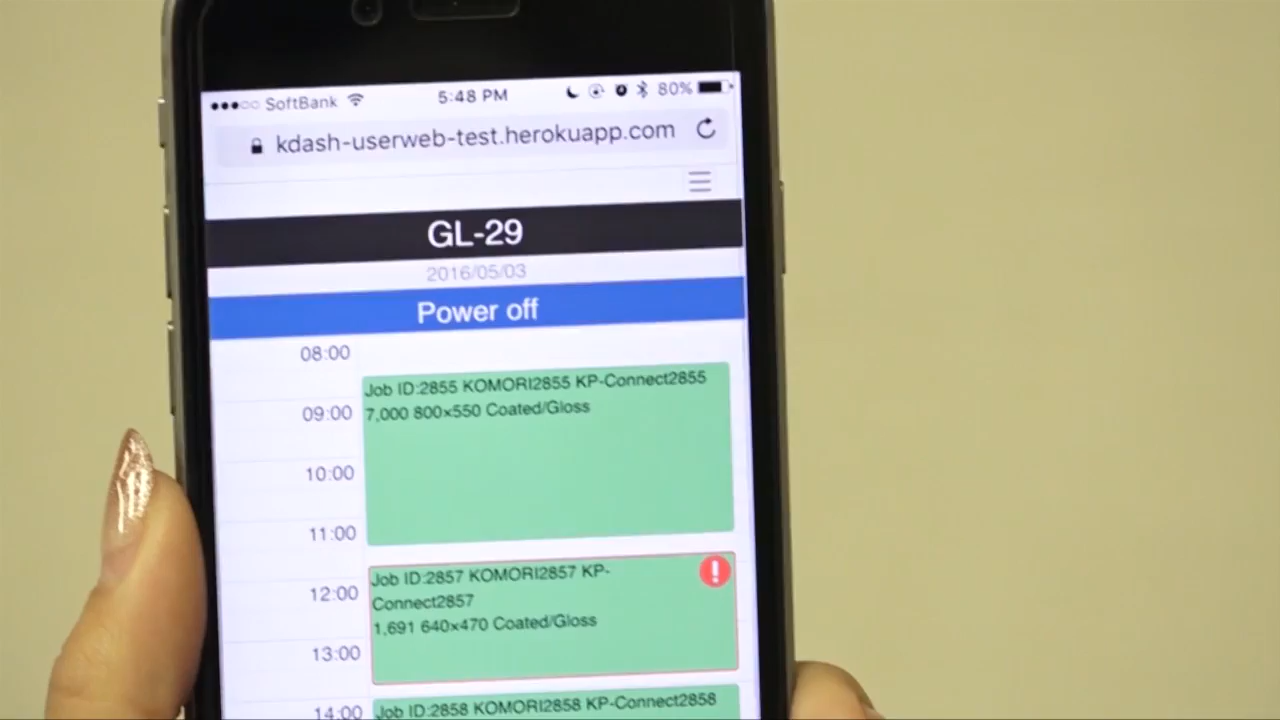 SoftBank 5:48 PM 80%
kdash-userweb-test.herokuapp.com
GL-29
2016/05/03
Power off
08:00
Job ID:2855 KOMORI2855 KP-Connect2855
09:00 7,000 800×550 Coated/Gloss
10:00
11:00
Job ID:2857 KOMORI2857 KP-
12:00 Connect2857
1,691 640×470 Coated/Gloss
13:00
14:00 Job ID:2858 KOMORI2858 KP-Connect2858